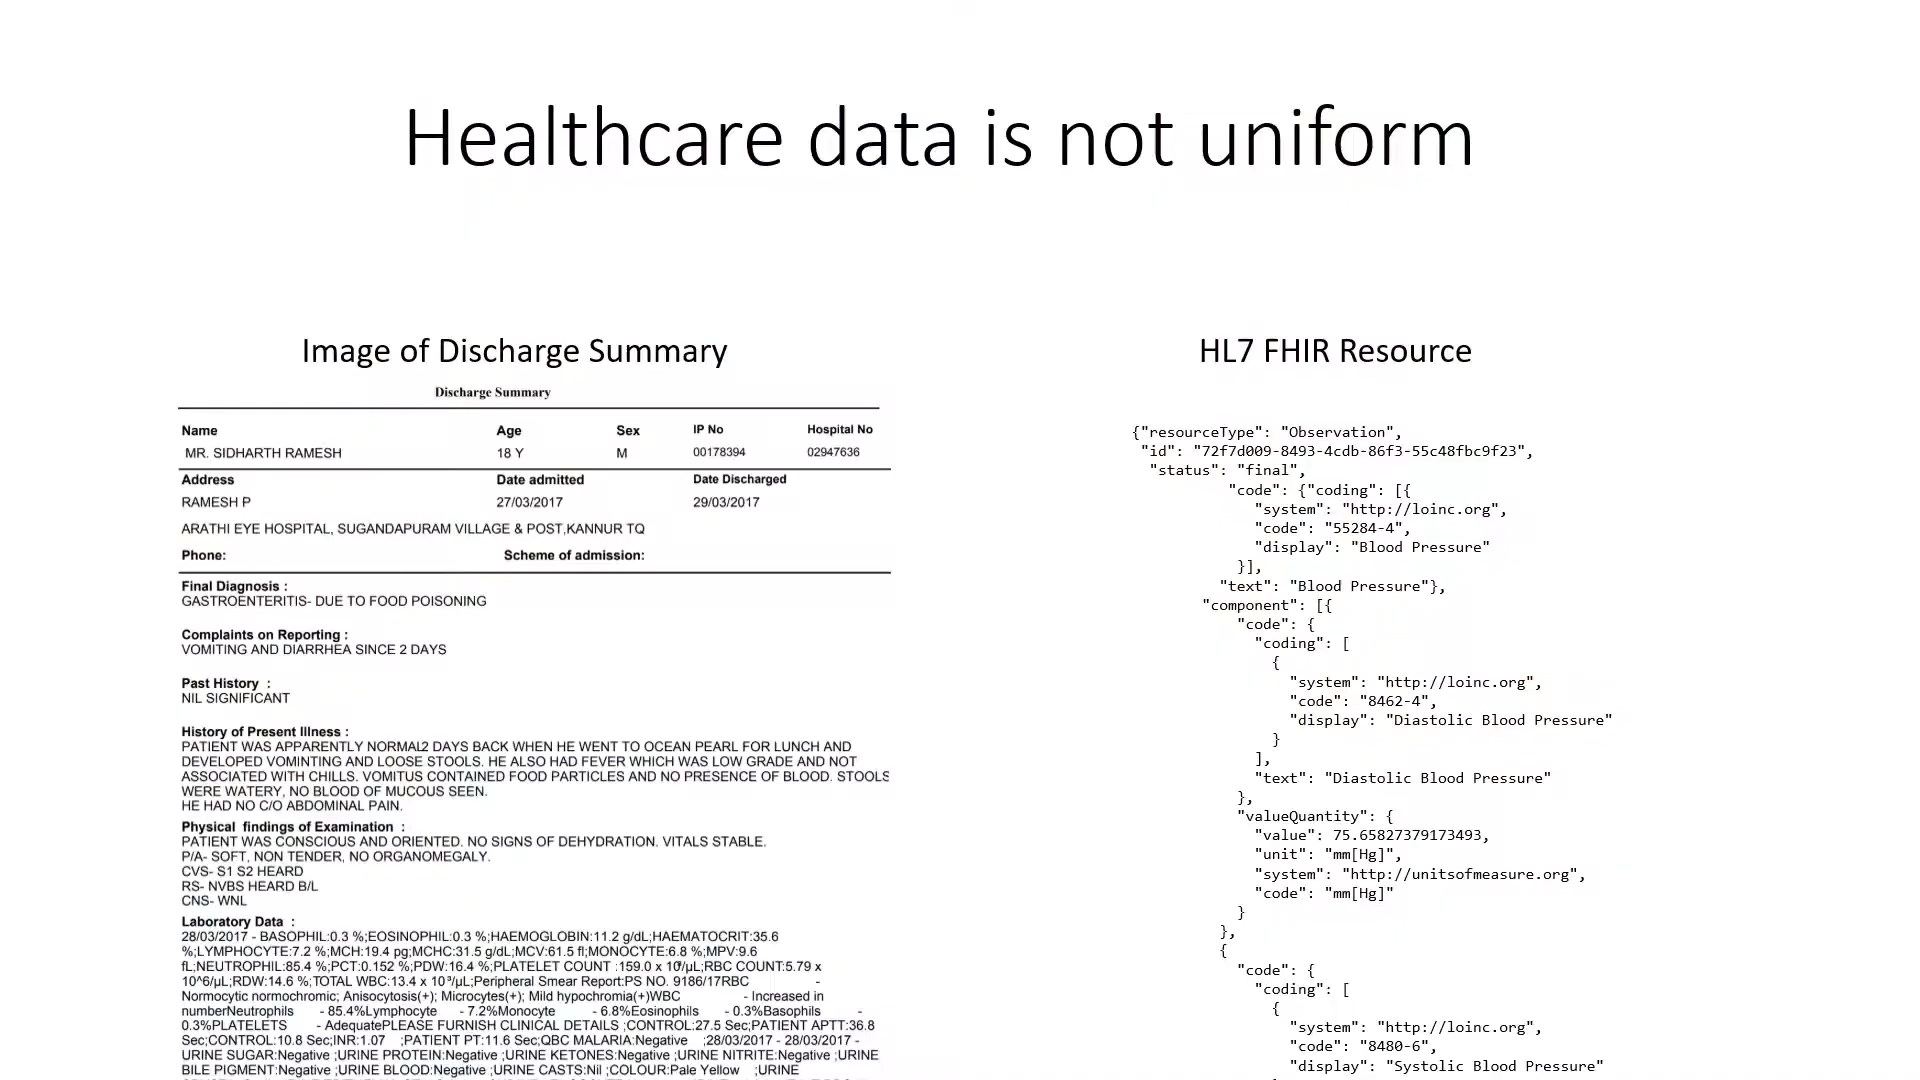 Healthcare data is not uniform
Image of Discharge Summary
Discharge Summary
Name Age Sex IP No Hospital No
MR. SIDHARTH RAMESH 18 Y M 00178394 02947636
Address Date admitted Date Discharged
RAMESH P 27/03/2017 29/03/2017
ARATHI EYE HOSPITAL, SUGANDAPURAM VILLAGE & POST,KANNUR TQ
Phone: Scheme of admission:
Final Diagnosis :
GASTROENTERITIS- DUE TO FOOD POISONING
Complaints on Reporting :
VOMITING AND DIARRHEA SINCE 2 DAYS
Past History :
NIL SIGNIFICANT
History of Present Illness :
PATIENT WAS APPARENTLY NORMAL2 DAYS BACK WHEN HE WENT TO OCEAN PEARL FOR LUNCH AND
DEVELOPED VOMINTING AND LOOSE STOOLS. HE ALSO HAD FEVER WHICH WAS LOW GRADE AND NOT
ASSOCIATED WITH CHILLS. VOMITUS CONTAINED FOOD PARTICLES AND NO PRESENCE OF BLOOD. STOOLS
WERE WATERY, NO BLOOD OF MUCOUS SEEN.
HE HAD NO C/O ABDOMINAL PAIN.
Physical findings of Examination :
PATIENT WAS CONSCIOUS AND ORIENTED. NO SIGNS OF DEHYDRATION. VITALS STABLE.
P/A- SOFT, NON TENDER, NO ORGANOMEGALY.
CVS- S1 S2 HEARD
RS- NVBS HEARD B/L
CNS- WNL
Laboratory Data :
28/03/2017 - BASOPHIL:0.3 %;EOSINOPHIL:0.3 %;HAEMOGLOBIN:11.2 g/dL;HAEMATOCRIT:35.6
%;LYMPHOCYTE:7.2 %;MCH:19.4 pg;MCHC:31.5 g/dL;MCV:61.5 fl;MONOCYTE:6.8 %;MPV:9.6
fL;NEUTROPHIL:85.4 %;PCT:0.152 %;PDW:16.4 %;PLATELET COUNT :159.0 x 10³/µL;RBC COUNT:5.79 x
10^6/µL;RDW:14.6 %;TOTAL WBC:13.4 x 10³/µL;Peripheral Smear Report:PS NO. 9186/17RBC -
Normocytic normochromic; Anisocytosis(+); Microcytes(+); Mild hypochromia(+)WBC - Increased in
numberNeutrophils - 85.4%Lymphocyte - 7.2%Monocyte - 6.8%Eosinophils - 0.3%Basophils -
0.3%PLATELETS - AdequatePLEASE FURNISH CLINICAL DETAILS ;CONTROL:27.5 Sec;PATIENT APTT:36.8
Sec;CONTROL:10.8 Sec;INR:1.07 ;PATIENT PT:11.6 Sec;QBC MALARIA:Negative ;28/03/2017 - 28/03/2017 -
URINE SUGAR:Negative ;URINE PROTEIN:Negative ;URINE KETONES:Negative ;URINE NITRITE:Negative ;URINE
BILE PIGMENT:Negative ;URINE BLOOD:Negative ;URINE CASTS:Nil ;COLOUR:Pale Yellow ;URINE
HL7 FHIR Resource
{"resourceType": "Observation",
"id": "72f7d009-8493-4cdb-86f3-55c48fbc9f23",
"status": "final",
"code": {"coding": [{
"system": "http://loinc.org",
"code": "55284-4",
"display": "Blood Pressure"
}],
"text": "Blood Pressure"},
"component": [{
"code": {
"coding": [
{
"system": "http://loinc.org",
"code": "8462-4",
"display": "Diastolic Blood Pressure"
}
],
"text": "Diastolic Blood Pressure"
},
"valueQuantity": {
"value": 75.65827379173493,
"unit": "mm[Hg]",
"system": "http://unitsofmeasure.org",
"code": "mm[Hg]"
}
},
{
"code": {
"coding": [
{
"system": "http://loinc.org",
"code": "8480-6",
"display": "Systolic Blood Pressure"